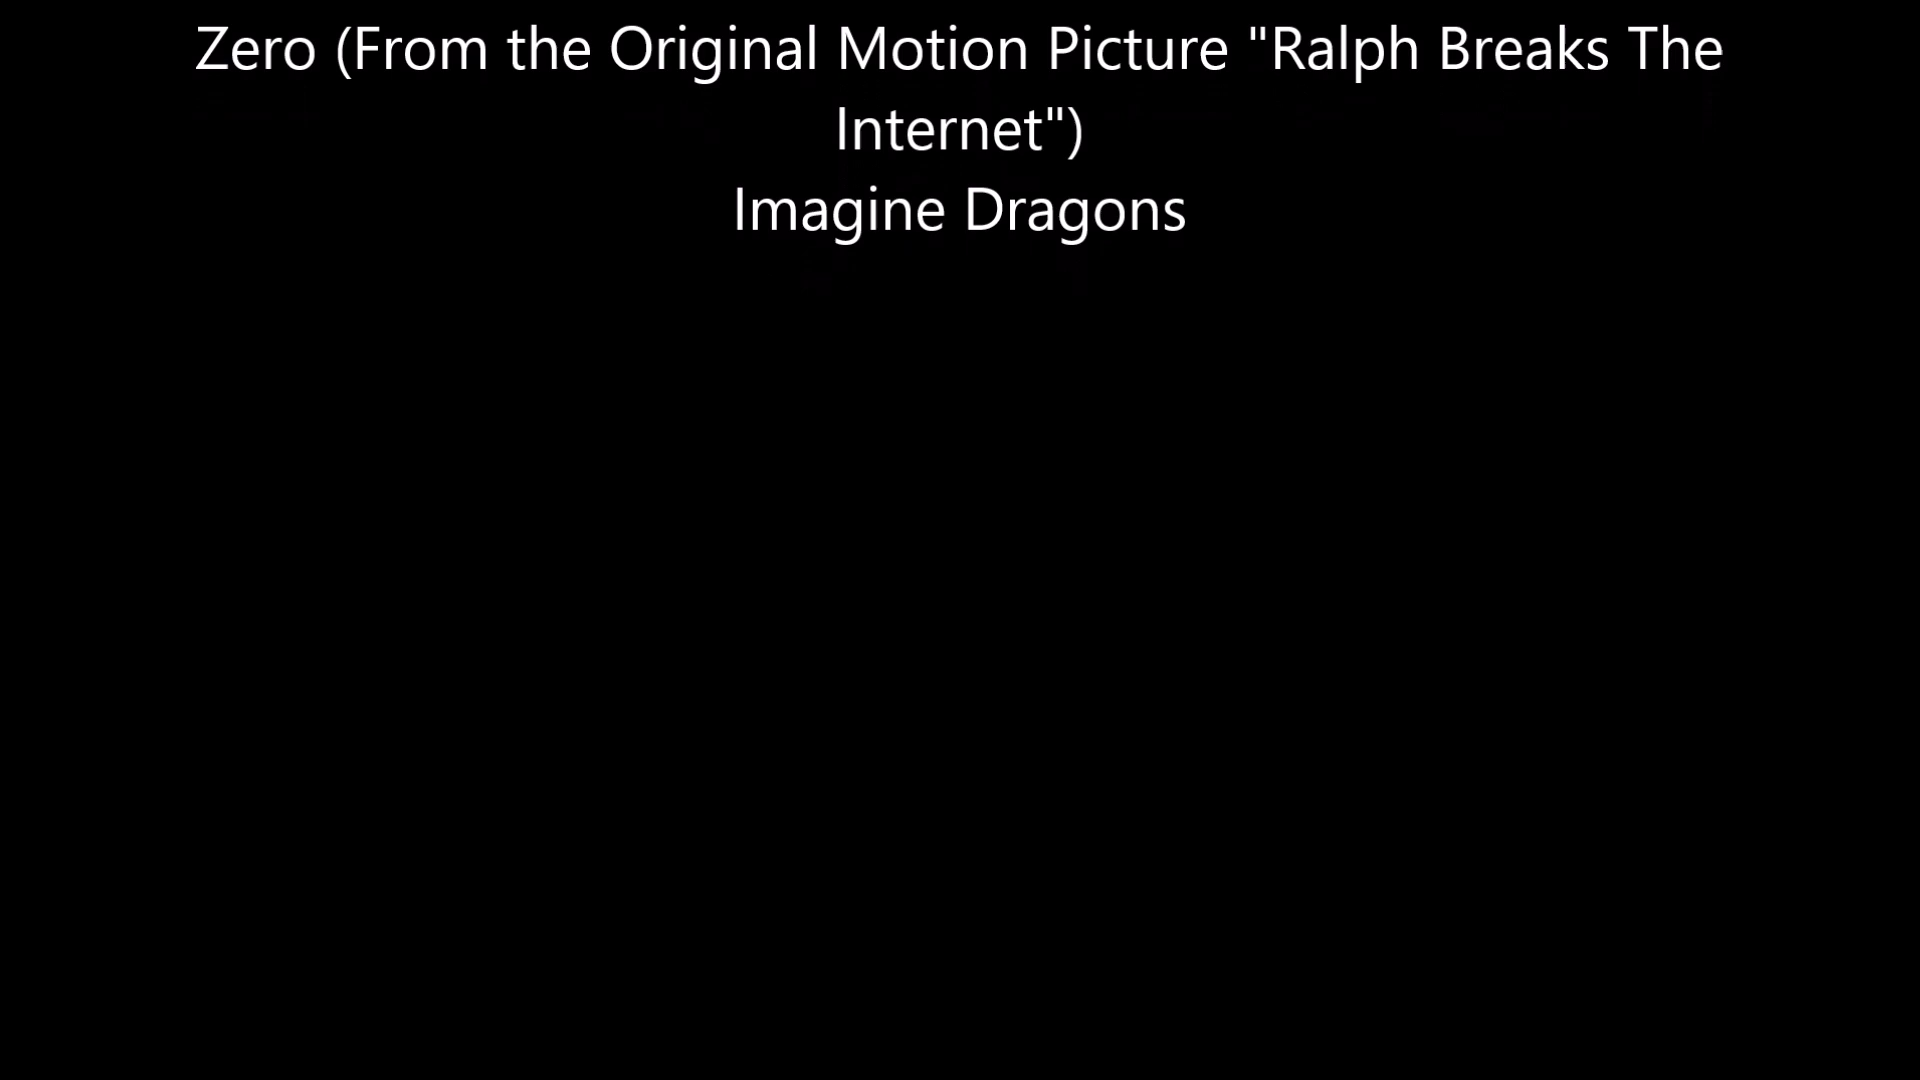 Zero (From the Original Motion Picture "Ralph Breaks The
Internet")
Imagine Dragons